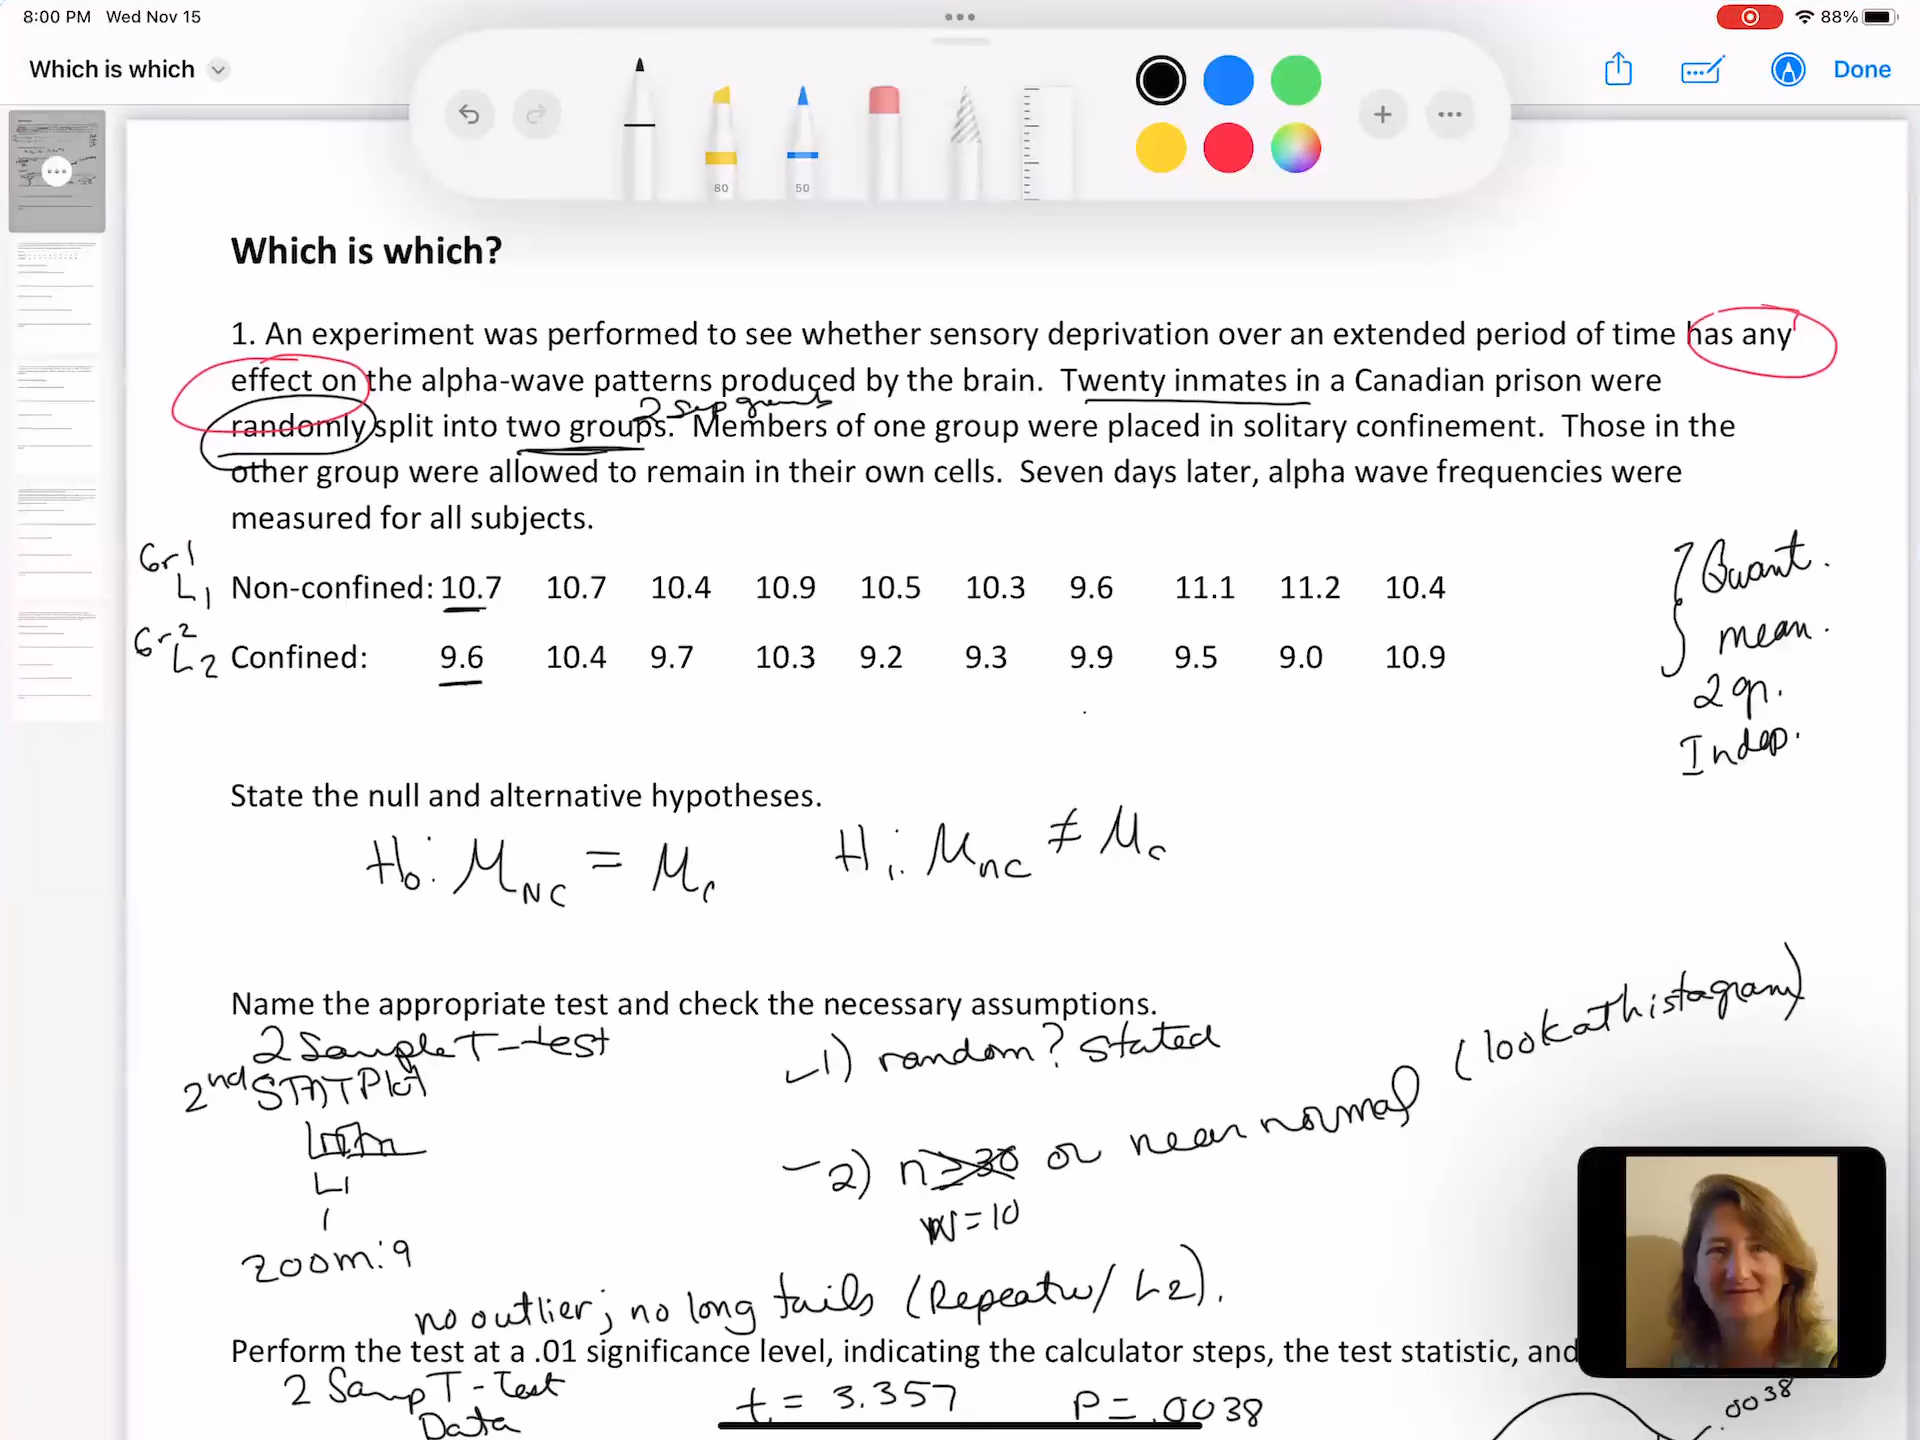 8:00 PM Wed Nov 15
88%
Which is which
Done
80
50
Which is which?
1. An experiment was performed to see whether sensory deprivation over an extended period of time has any
effect on the alpha-wave patterns produced by the brain. Twenty inmates in a Canadian prison were
2 sep groups
randomly split into two groups. Members of one group were placed in solitary confinement. Those in the
other group were allowed to remain in their own cells. Seven days later, alpha wave frequencies were
measured for all subjects.
Gr1
L1 Non-confined: 10.7 10.7 10.4 10.9 10.5 10.3 9.6 11.1 11.2 10.4
Gr2
L2 Confined: 9.6 10.4 9.7 10.3 9.2 9.3 9.9 9.5 9.0 10.9
Quant.
mean.
2 gr.
Indep.
State the null and alternative hypotheses.
H0: μNC = μc H1: μnc ≠ μc
Name the appropriate test and check the necessary assumptions.
2 Sample T-test
2nd STATPlot
L1
1
Zoom:9
1) random? stated
2) n≥30 or near normal (look at histagram)
n=10
no outlier; no long tails (Repeat w/ L2).
Perform the test at a .01 significance level, indicating the calculator steps, the test statistic, and
2 SampT-Test
Data
t = 3.357 P = .0038
.0038